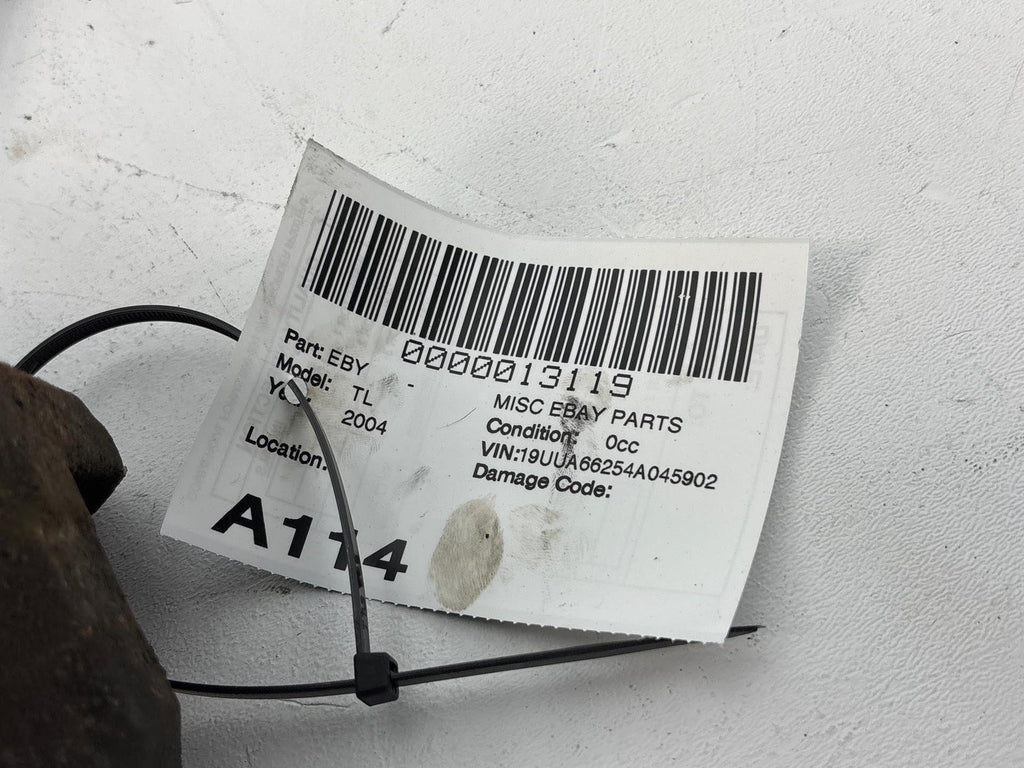 0000013119
Part: EBY - MISC EBAY PARTS
Model: TL Condition: 0cc
2004 VIN:19UUA66254A045902
Location: Damage Code:
A114